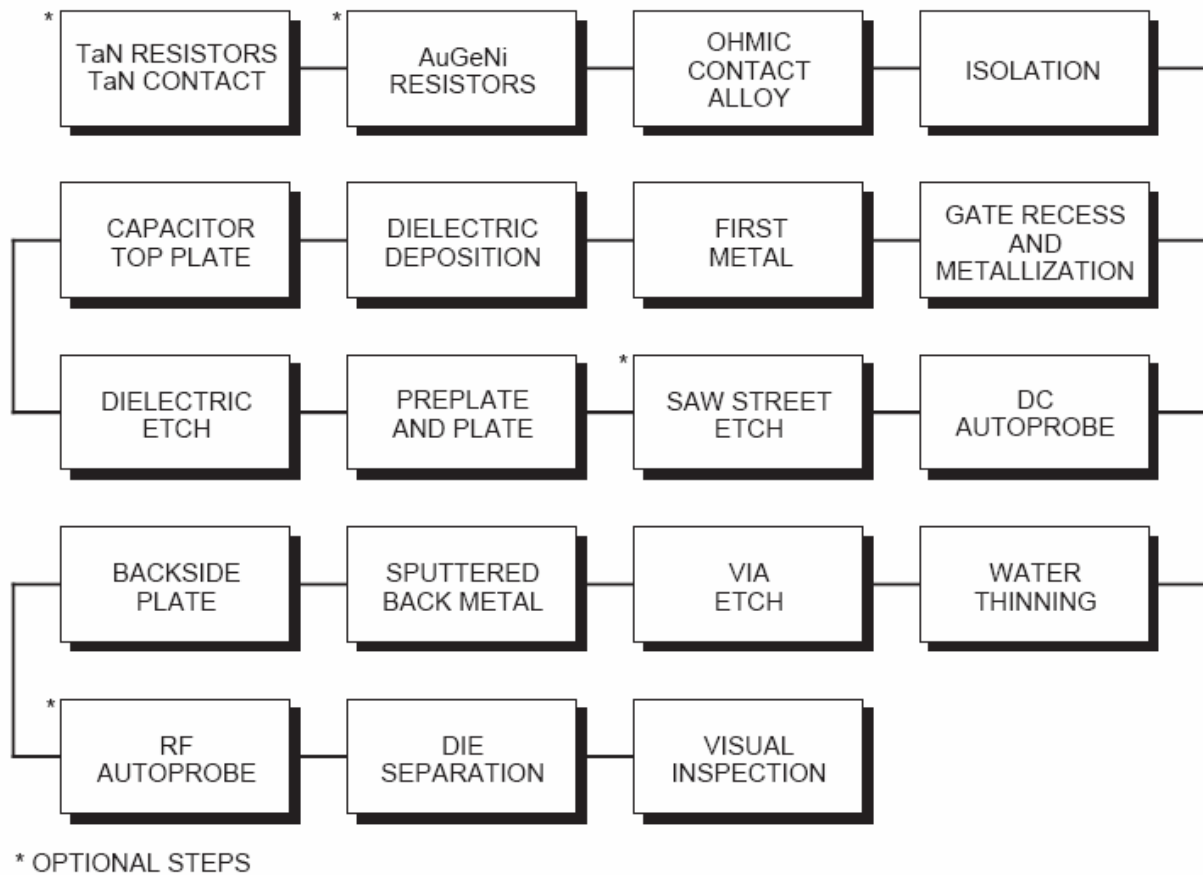 *
TaN RESISTORS
TaN CONTACT
*
AuGeNi
RESISTORS
OHMIC
CONTACT
ALLOY
ISOLATION
CAPACITOR
TOP PLATE
DIELECTRIC
DEPOSITION
FIRST
METAL
GATE RECESS
AND
METALLIZATION
DIELECTRIC
ETCH
PREPLATE
AND PLATE
*
SAW STREET
ETCH
DC
AUTOPROBE
BACKSIDE
PLATE
SPUTTERED
BACK METAL
VIA
ETCH
WATER
THINNING
*
RF
AUTOPROBE
DIE
SEPARATION
VISUAL
INSPECTION
* OPTIONAL STEPS